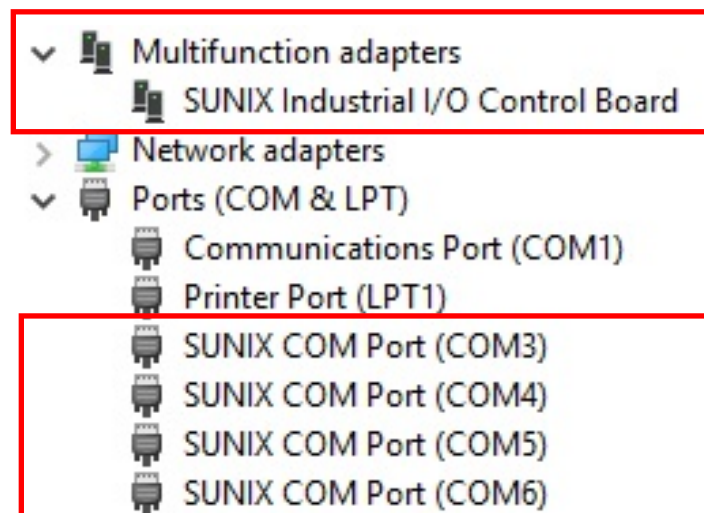 Multifunction adapters
SUNIX Industrial I/O Control Board
Network adapters
Ports (COM & LPT)
Communications Port (COM1)
Printer Port (LPT1)
SUNIX COM Port (COM3)
SUNIX COM Port (COM4)
SUNIX COM Port (COM5)
SUNIX COM Port (COM6)